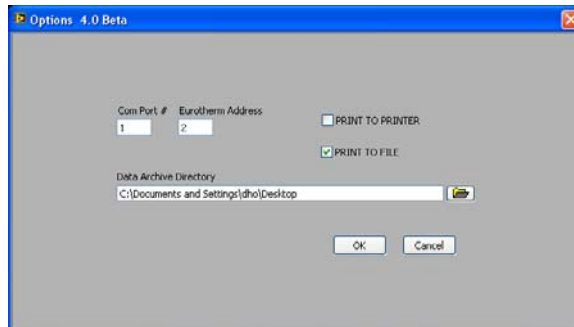 Options 4.0 Beta
Com Port # Eurotherm Address
1 2
PRINT TO PRINTER
PRINT TO FILE
Data Archive Directory
C:\Documents and Settings\dho\Desktop
OK Cancel